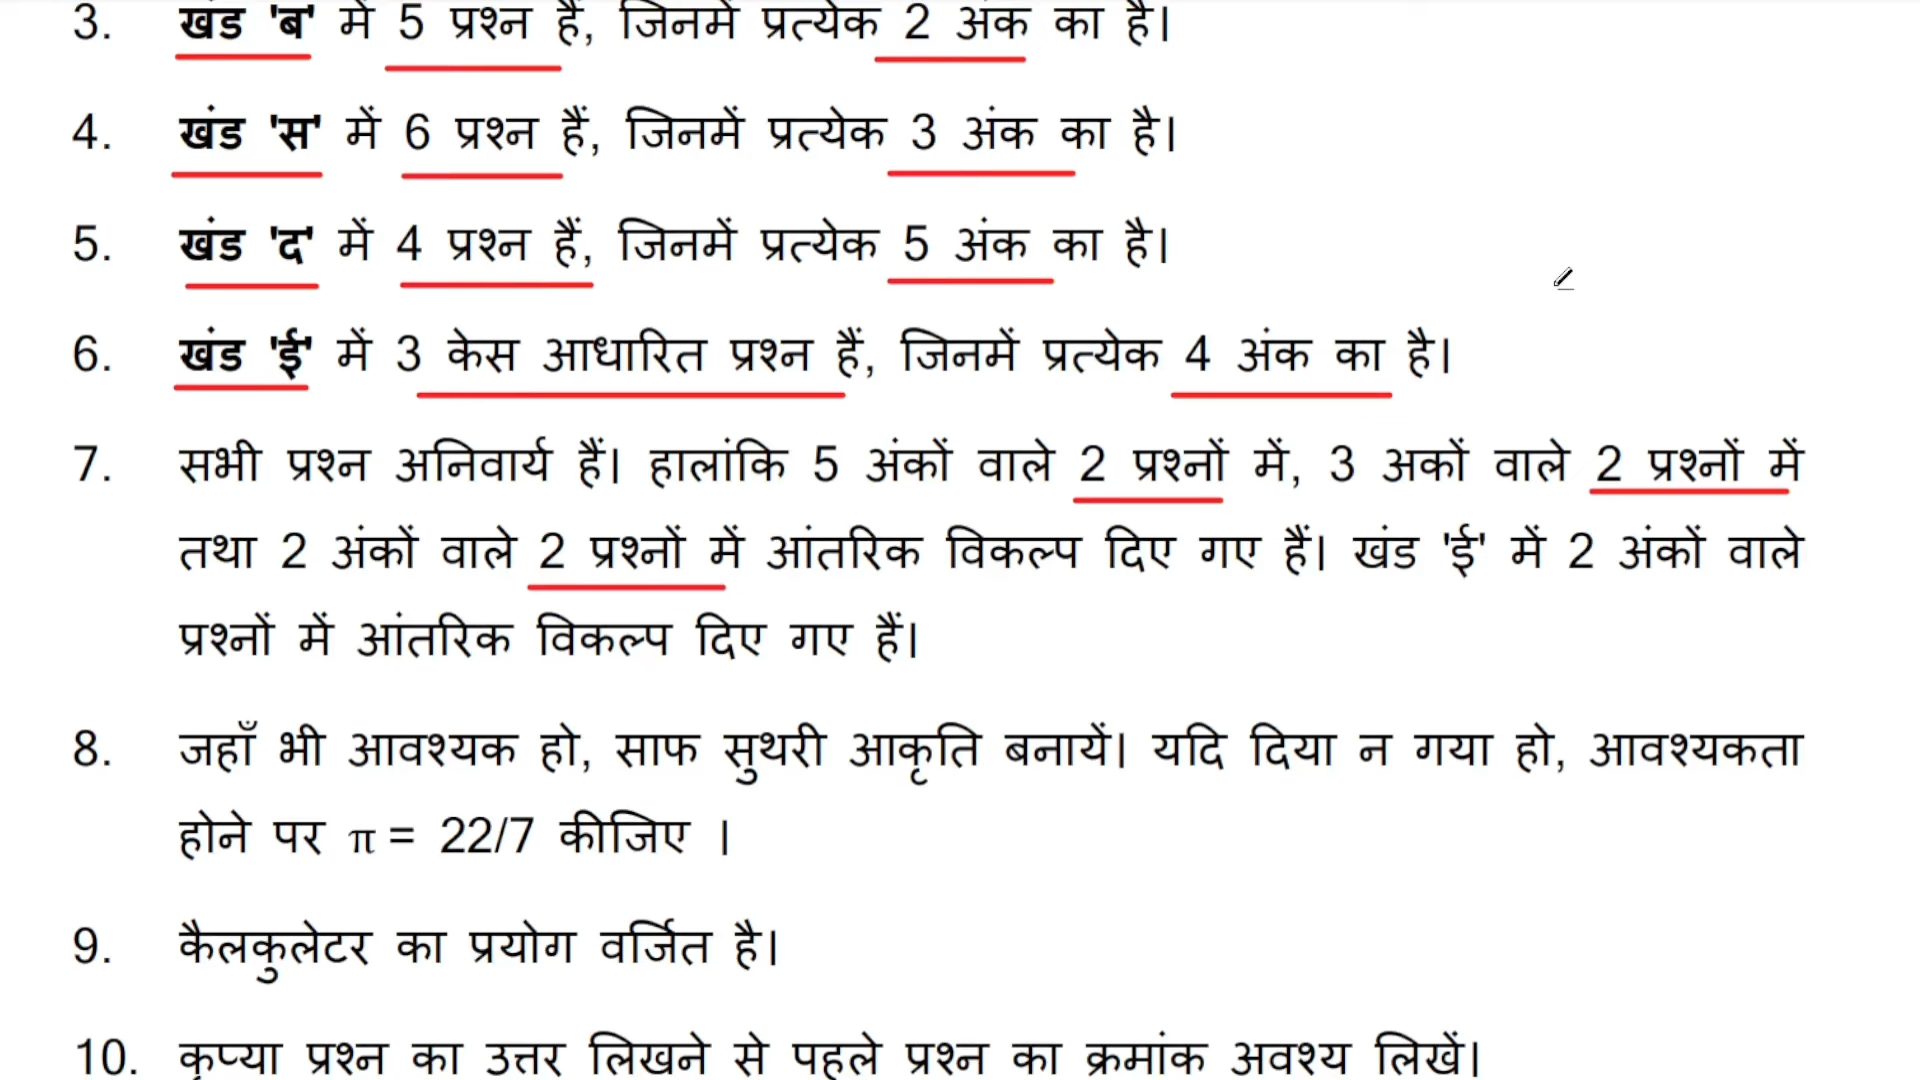 3. खंड 'ब' में 5 प्रश्न हैं, जिनमें प्रत्येक 2 अंक का है।
4. खंड 'स' में 6 प्रश्न हैं, जिनमें प्रत्येक 3 अंक का है।
5. खंड 'द' में 4 प्रश्न हैं, जिनमें प्रत्येक 5 अंक का है।
6. खंड 'ई' में 3 केस आधारित प्रश्न हैं, जिनमें प्रत्येक 4 अंक का है।
7. सभी प्रश्न अनिवार्य हैं। हालांकि 5 अंकों वाले 2 प्रश्नों में, 3 अकों वाले 2 प्रश्नों में
तथा 2 अंकों वाले 2 प्रश्नों में आंतरिक विकल्प दिए गए हैं। खंड 'ई' में 2 अंकों वाले
प्रश्नों में आंतरिक विकल्प दिए गए हैं।
8. जहाँ भी आवश्यक हो, साफ सुथरी आकृति बनायें। यदि दिया न गया हो, आवश्यकता
होने पर π = 22/7 कीजिए ।
9. कैलकुलेटर का प्रयोग वर्जित है।
10. कृप्या प्रश्न का उत्तर लिखने से पहले प्रश्न का क्रमांक अवश्य लिखें।